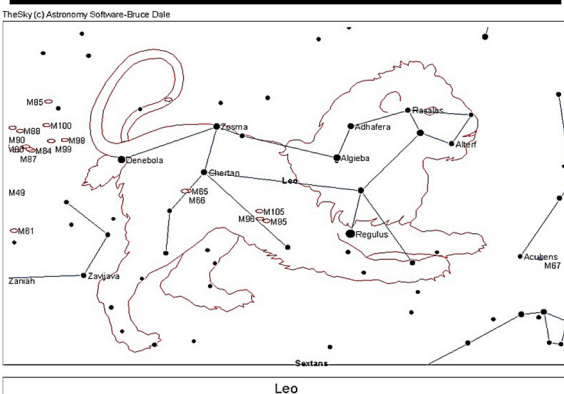 TheSky (c) Astronomy Software-Bruce Dale
M85
M100
M88
M90
M98
M84
M99
M87
Rasalas
Zosma
Adhafera
Alterf
Denebola
Algieba
Chertan
Leo
M49
M65
M66
M105
M96
M95
M61
Regulus
Acubens
M67
Zaniah
Zavijava
Sextans
Leo